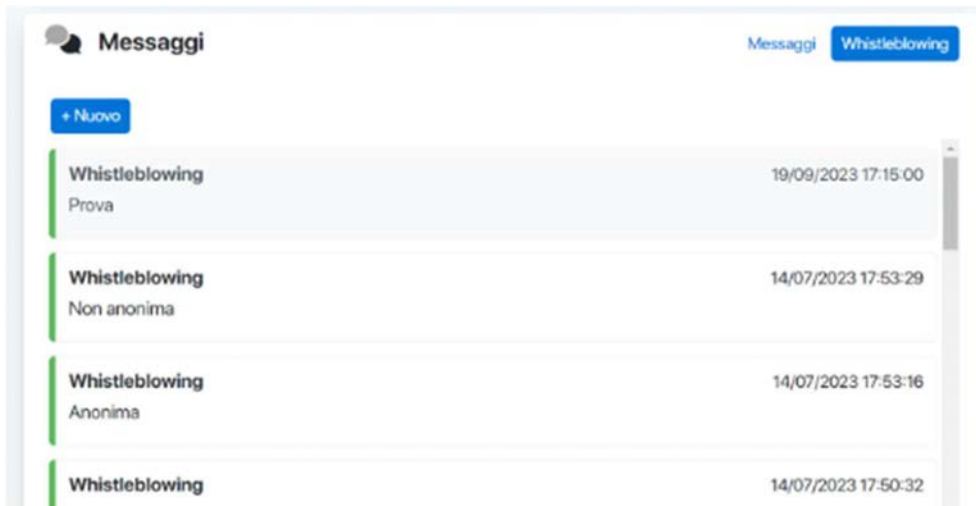 Messaggi Messaggi Whistleblowing
+ Nuovo
Whistleblowing 19/09/2023 17:15:00
Prova
Whistleblowing 14/07/2023 17:53:29
Non anonima
Whistleblowing 14/07/2023 17:53:16
Anonima
Whistleblowing 14/07/2023 17:50:32